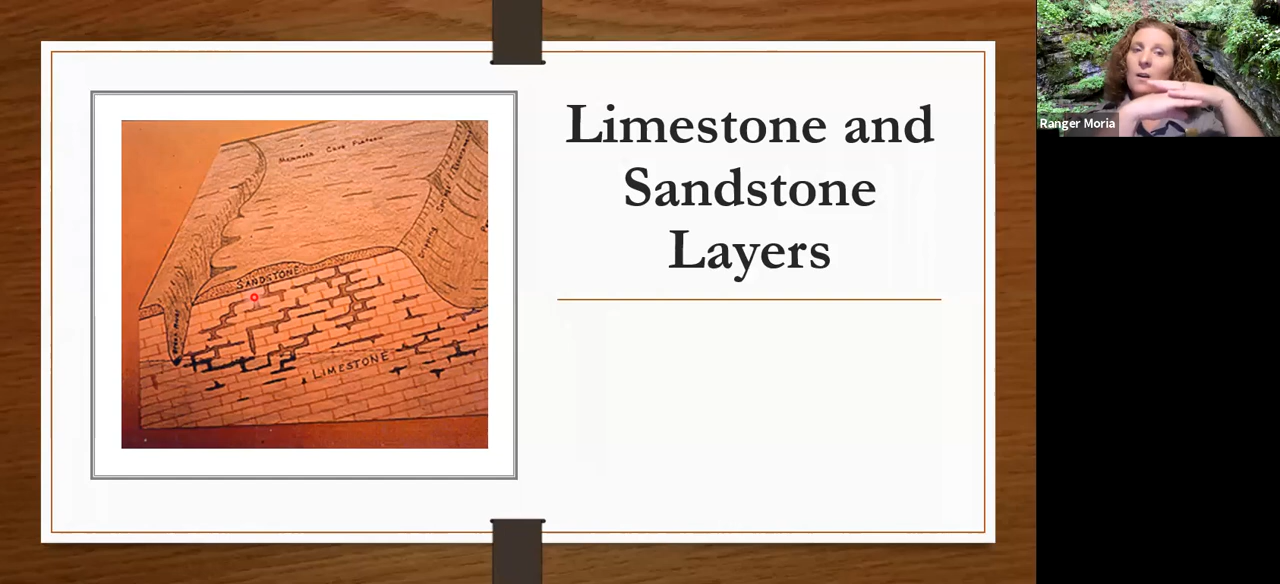 Limestone and
Sandstone
Layers
Mammoth Cave Plateau
SANDSTONE
LIMESTONE
Ranger Moria